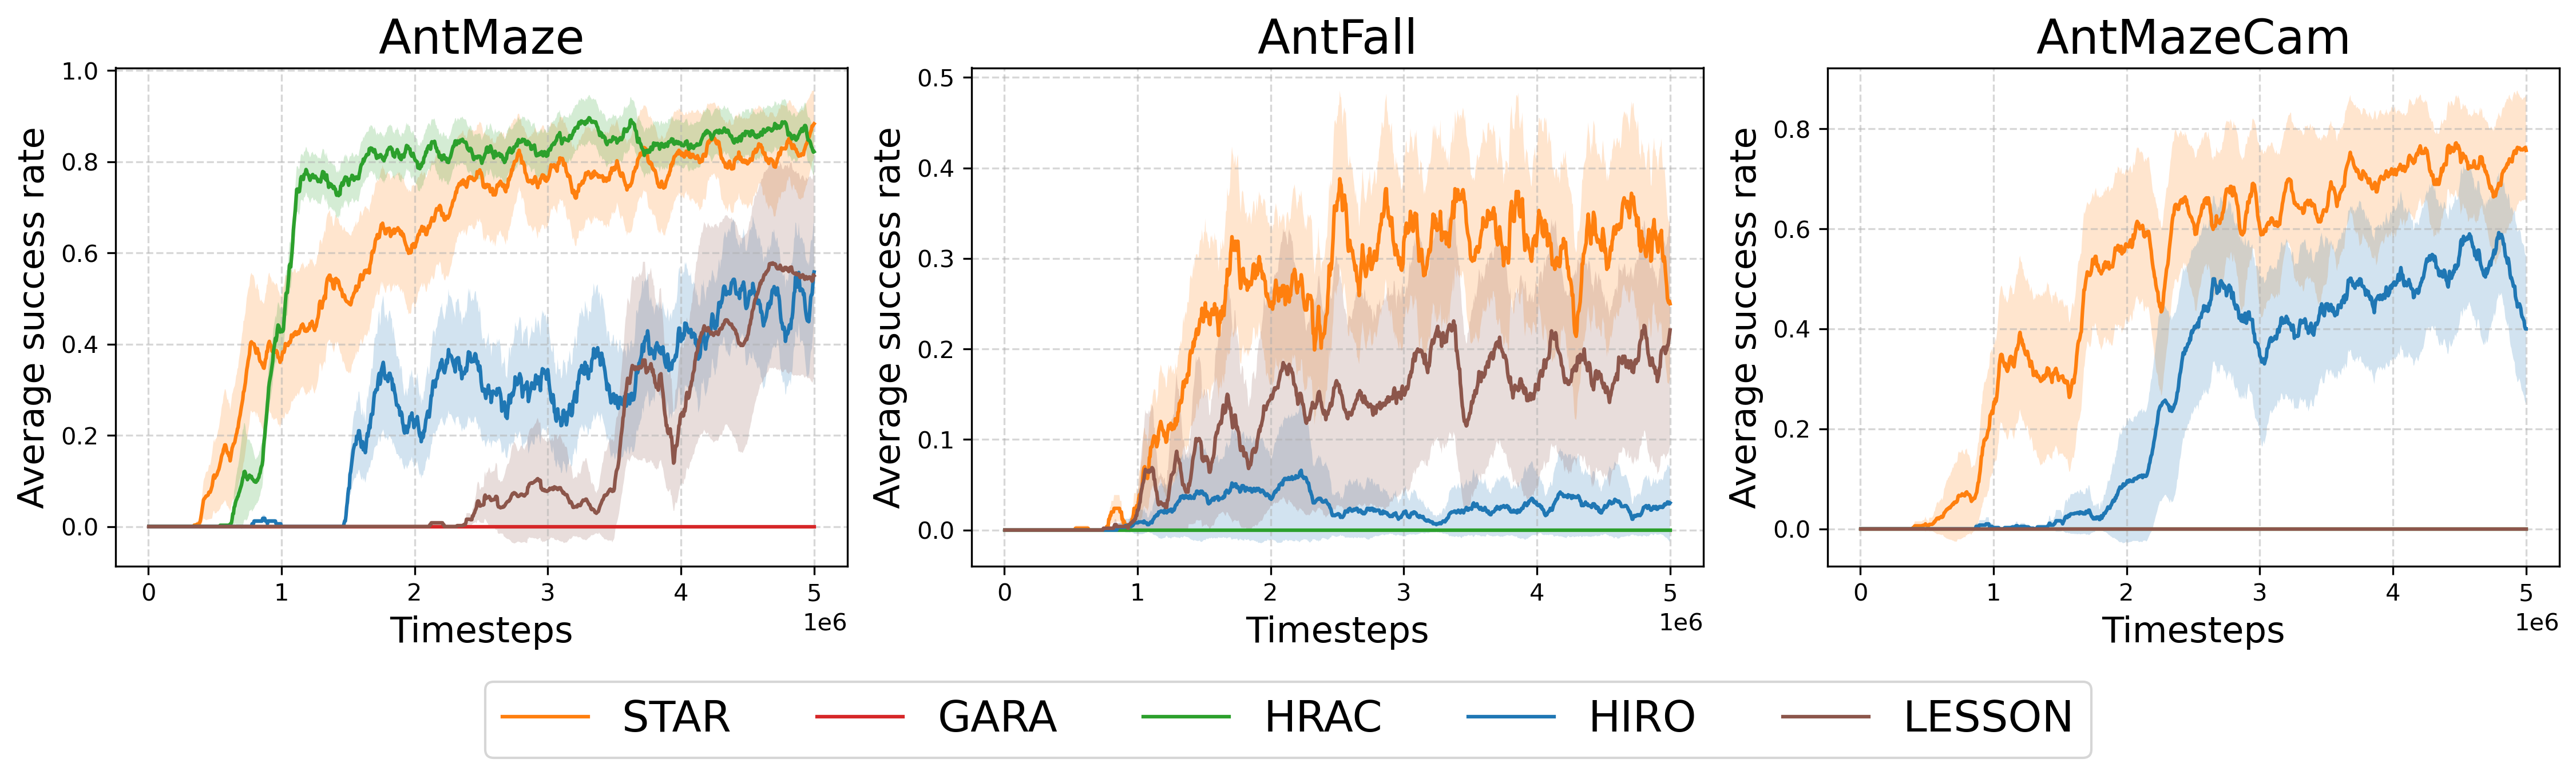 AntMaze
Average success rate
1.0
0.8
0.6
0.4
0.2
0.0
0 1 2 3 4 5
1e6
Timesteps
AntFall
Average success rate
0.5
0.4
0.3
0.2
0.1
0.0
0 1 2 3 4 5
1e6
Timesteps
AntMazeCam
Average success rate
0.8
0.6
0.4
0.2
0.0
0 1 2 3 4 5
1e6
Timesteps
STAR GARA HRAC HIRO LESSON